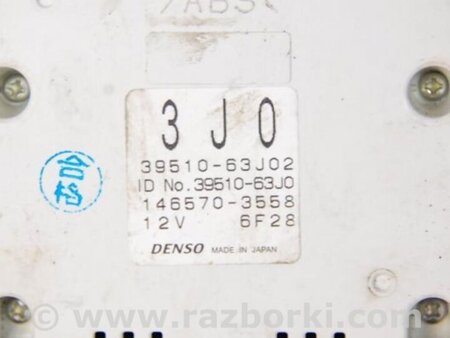 3J0
39510-63J02
ID No. 39510-63J0
146570-3558
12V 6F28
DENSO MADE IN JAPAN
合格
www.razborki.com